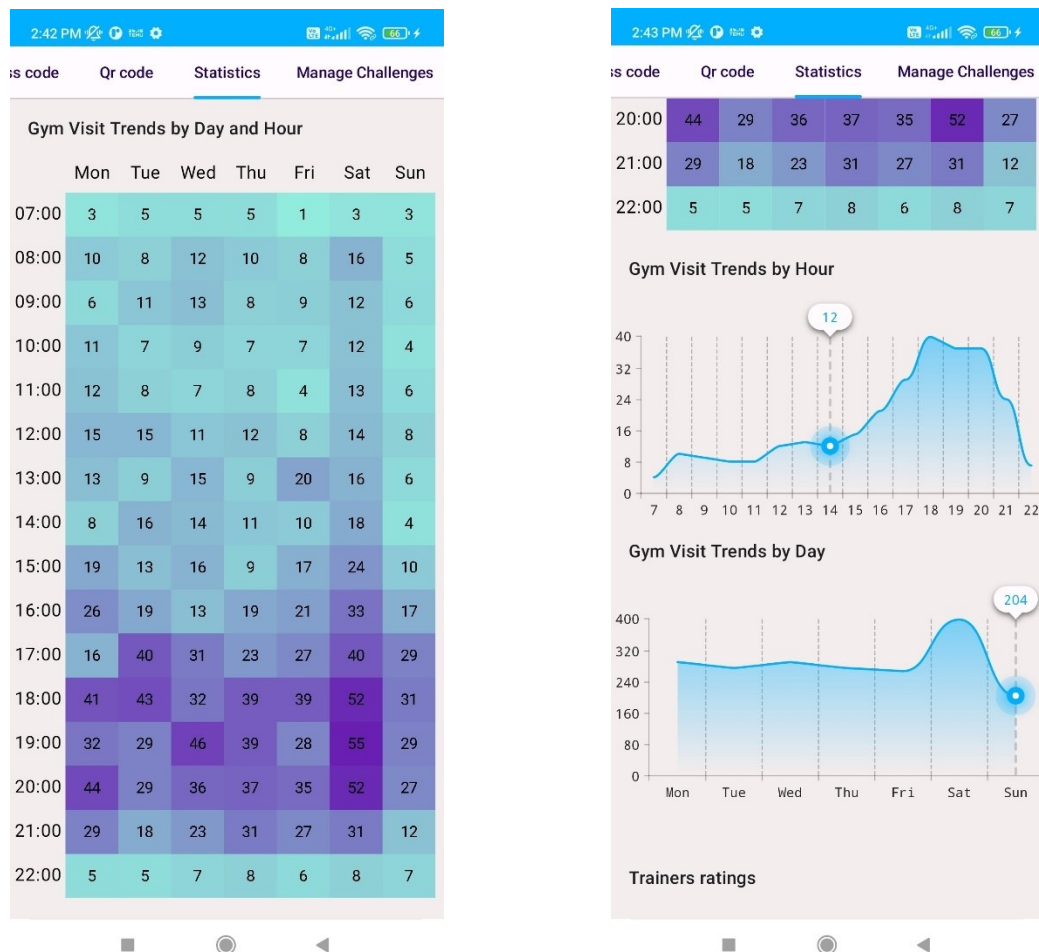 2:42 PM
66
ss code Qr code Statistics Manage Challenges
Gym Visit Trends by Day and Hour
Mon Tue Wed Thu Fri Sat Sun
07:00 3 5 5 5 1 3 3
08:00 10 8 12 10 8 16 5
09:00 6 11 13 8 9 12 6
10:00 11 7 9 7 7 12 4
11:00 12 8 7 8 4 13 6
12:00 15 15 11 12 8 14 8
13:00 13 9 15 9 20 16 6
14:00 8 16 14 11 10 18 4
15:00 19 13 16 9 17 24 10
16:00 26 19 13 19 21 33 17
17:00 16 40 31 23 27 40 29
18:00 41 43 32 39 39 52 31
19:00 32 29 46 39 28 55 29
20:00 44 29 36 37 35 52 27
21:00 29 18 23 31 27 31 12
22:00 5 5 7 8 6 8 7
2:43 PM
66
ss code Qr code Statistics Manage Challenges
20:00 44 29 36 37 35 52 27
21:00 29 18 23 31 27 31 12
22:00 5 5 7 8 6 8 7
Gym Visit Trends by Hour
12
40
32
24
16
8
0
7 8 9 10 11 12 13 14 15 16 17 18 19 20 21 22
Gym Visit Trends by Day
204
400
320
240
160
80
0
Mon Tue Wed Thu Fri Sat Sun
Trainers ratings